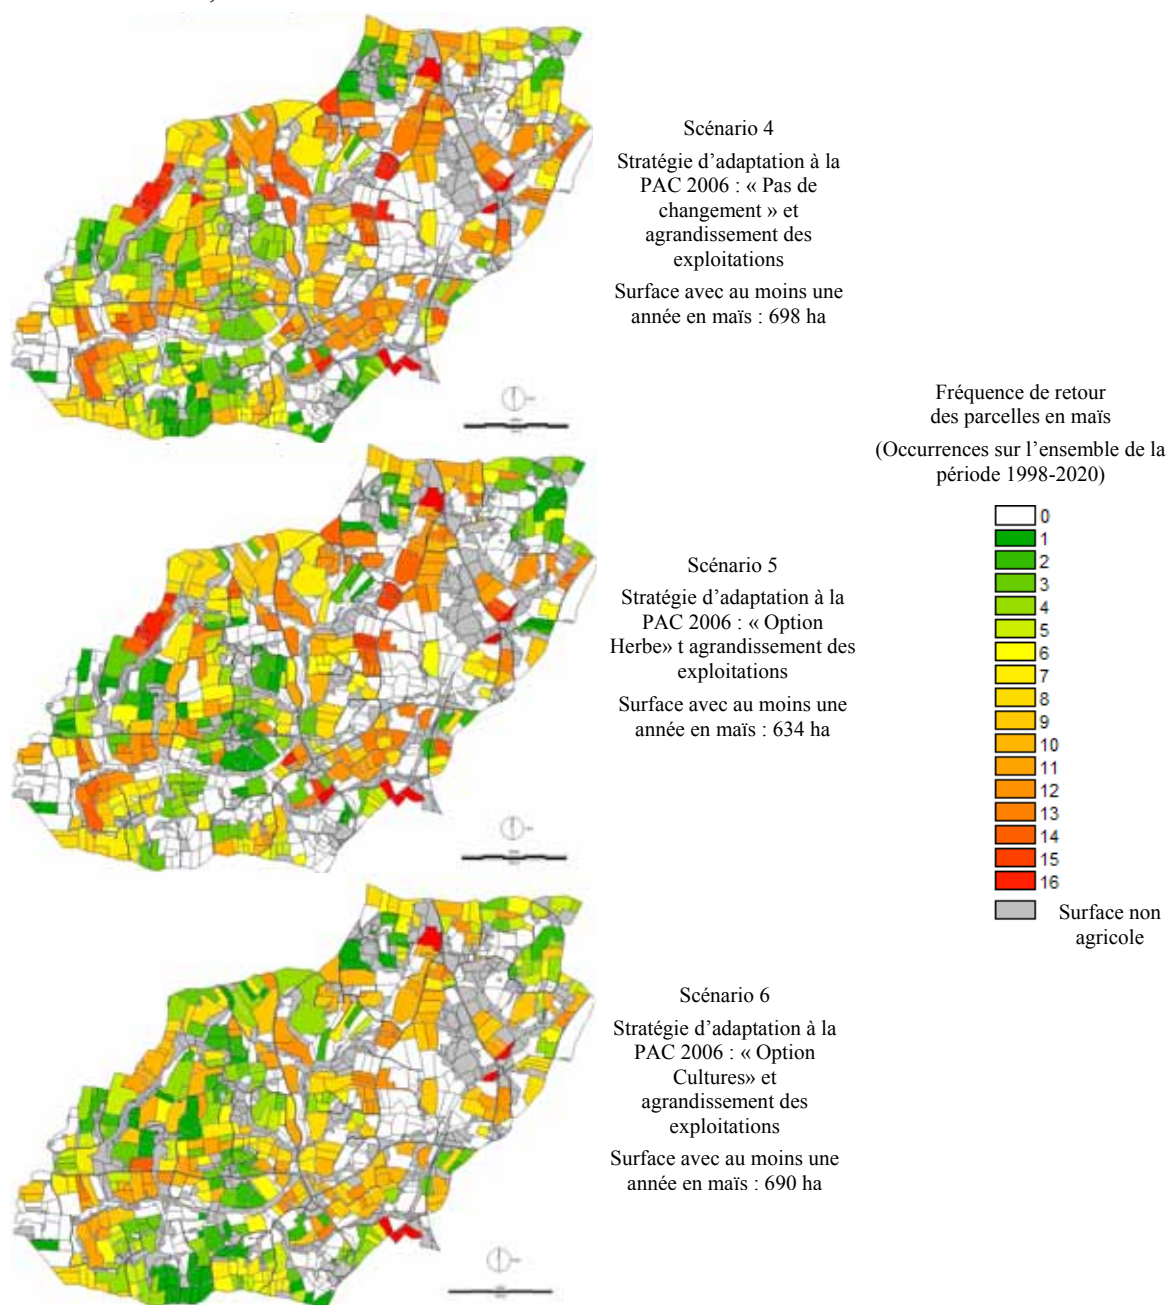 Scénario 4
Stratégie d'adaptation à la
PAC 2006 : « Pas de
changement » et
agrandissement des
exploitations
Surface avec au moins une
année en maïs : 698 ha
Scénario 5
Stratégie d'adaptation à la
PAC 2006 : « Option
Herbe» t agrandissement des
exploitations
Surface avec au moins une
année en maïs : 634 ha
Scénario 6
Stratégie d'adaptation à la
PAC 2006 : « Option
Cultures» et
agrandissement des
exploitations
Surface avec au moins une
année en maïs : 690 ha
Fréquence de retour
des parcelles en maïs
(Occurrences sur l'ensemble de la
période 1998-2020)
0
1
2
3
4
5
6
7
8
9
10
11
12
13
14
15
16
Surface non
agricole